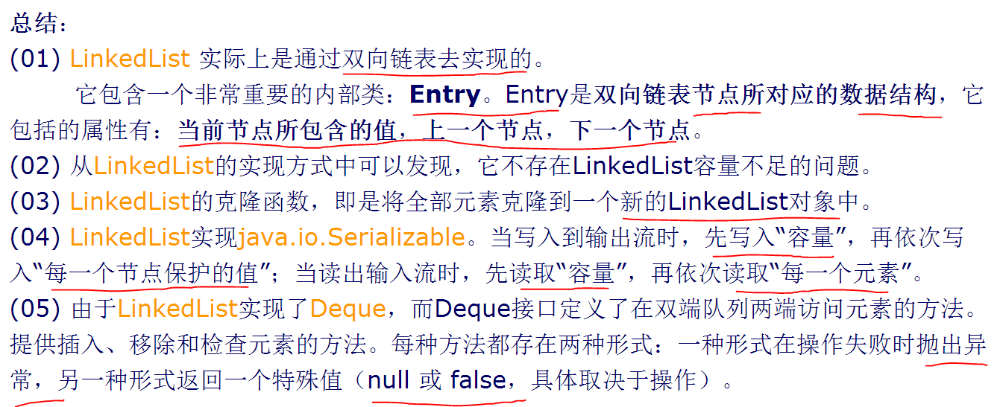 总结：
(01) LinkedList 实际上是通过双向链表去实现的。
它包含一个非常重要的内部类：Entry。Entry是双向链表节点所对应的数据结构，它
包括的属性有：当前节点所包含的值，上一个节点，下一个节点。
(02) 从LinkedList的实现方式中可以发现，它不存在LinkedList容量不足的问题。
(03) LinkedList的克隆函数，即是将全部元素克隆到一个新的LinkedList对象中。
(04) LinkedList实现java.io.Serializable。当写入到输出流时，先写入“容量”，再依次写
入“每一个节点保护的值”；当读出输入流时，先读取“容量”，再依次读取“每一个元素”。
(05) 由于LinkedList实现了Deque，而Deque接口定义了在双端队列两端访问元素的方法。
提供插入、移除和检查元素的方法。每种方法都存在两种形式：一种形式在操作失败时抛出异
常，另一种形式返回一个特殊值（null 或 false，具体取决于操作）。